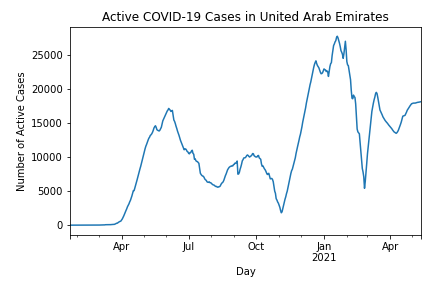 Active COVID-19 Cases in United Arab Emirates
Number of Active Cases
25000
20000
15000
10000
5000
0
Apr Jul Oct Jan Apr
2021
Day